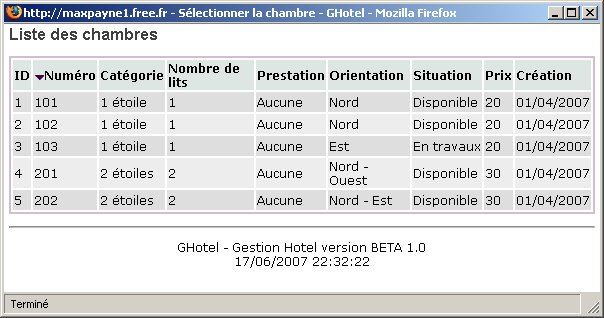 http://maxpayne1.free.fr - Sélectionner la chambre - GHotel - Mozilla Firefox
Liste des chambres
ID Numéro Catégorie Nombre de lits Prestation Orientation Situation Prix Création
1 101 1 étoile 1 Aucune Nord Disponible 20 01/04/2007
2 102 1 étoile 1 Aucune Nord Disponible 20 01/04/2007
3 103 1 étoile 1 Aucune Est En travaux 20 01/04/2007
4 201 2 étoiles 2 Aucune Nord - Ouest Disponible 30 01/04/2007
5 202 2 étoiles 2 Aucune Nord - Est Disponible 30 01/04/2007
GHotel - Gestion Hotel version BETA 1.0
17/06/2007 22:32:22
Terminé